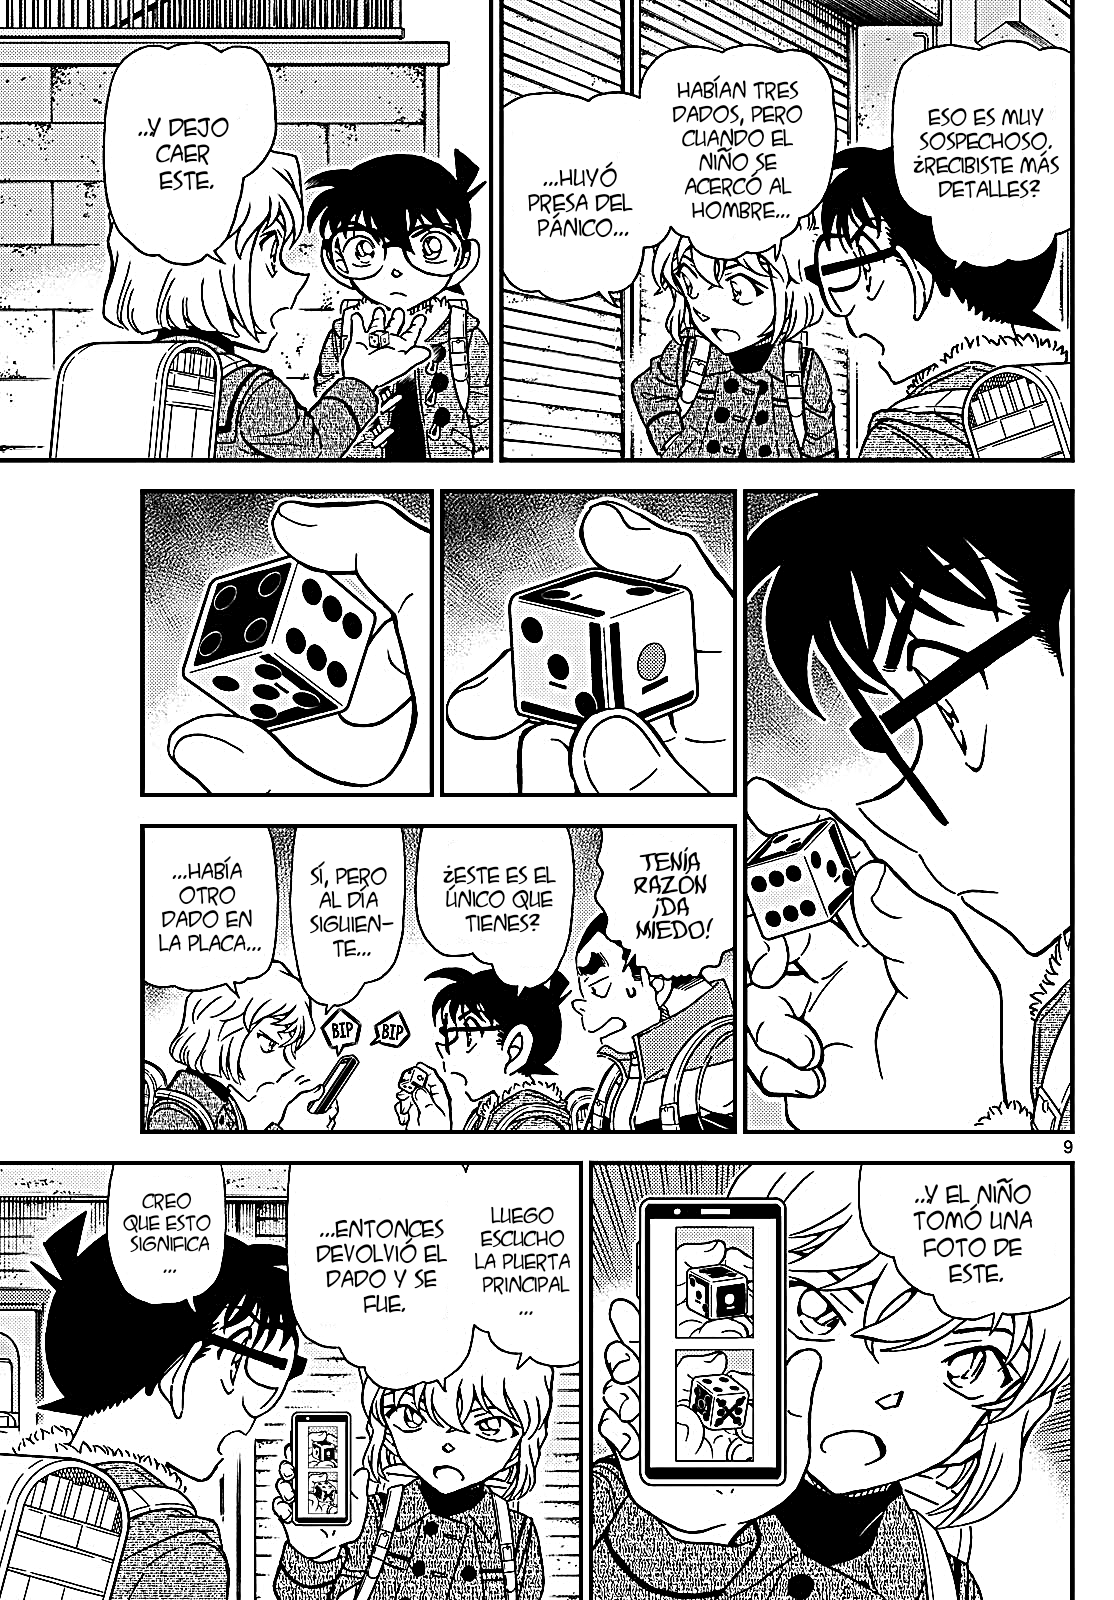 ESO ES MUY
SOSPECHOSO.
¿RECIBISTE MÁS
DETALLES?
HABÍAN TRES
DADOS, PERO
CUANDO EL
NIÑO SE
ACERCÓ AL
HOMBRE...
...HUYÓ
PRESA DEL
PÁNICO...
...Y DEJO
CAER
ESTE.
TENÍA
RAZÓN
¡DA
MIEDO!
¿ESTE ES EL
ÚNICO QUE
TIENES?
SÍ, PERO
AL DÍA
SIGUIEN-
TE...
BIP
BIP
...HABÍA
OTRO
DADO EN
LA PLACA...
9
...Y EL NIÑO
TOMÓ UNA
FOTO DE
ESTE.
LUEGO
ESCUCHO
LA PUERTA
PRINCIPAL
...
...ENTONCES
DEVOLVIÓ EL
DADO Y SE
FUE.
CREO
QUE ESTO
SIGNIFICA
...